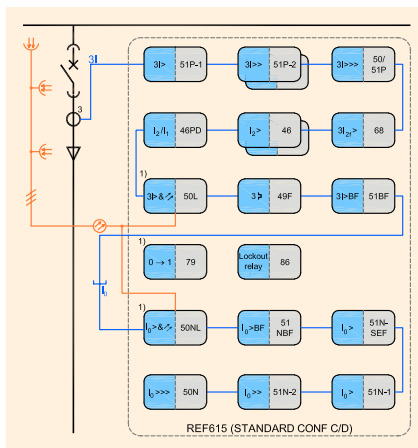 3I
3
3I> 51P-1
3I>> 51P-2
3I>>> 50/
51P
I2/I1 46PD
I2> 46
3I2f> 68
1)
3I>& 50L
3 49F
3I>BF 51BF
1)
0 → 1 79
Lockout
relay 86
I0
1)
I0>& 50NL
I0>BF 51
NBF
I0> 51N-
SEF
I0>>> 50N
I0>> 51N-2
I0> 51N-1
REF615 (STANDARD CONF C/D)